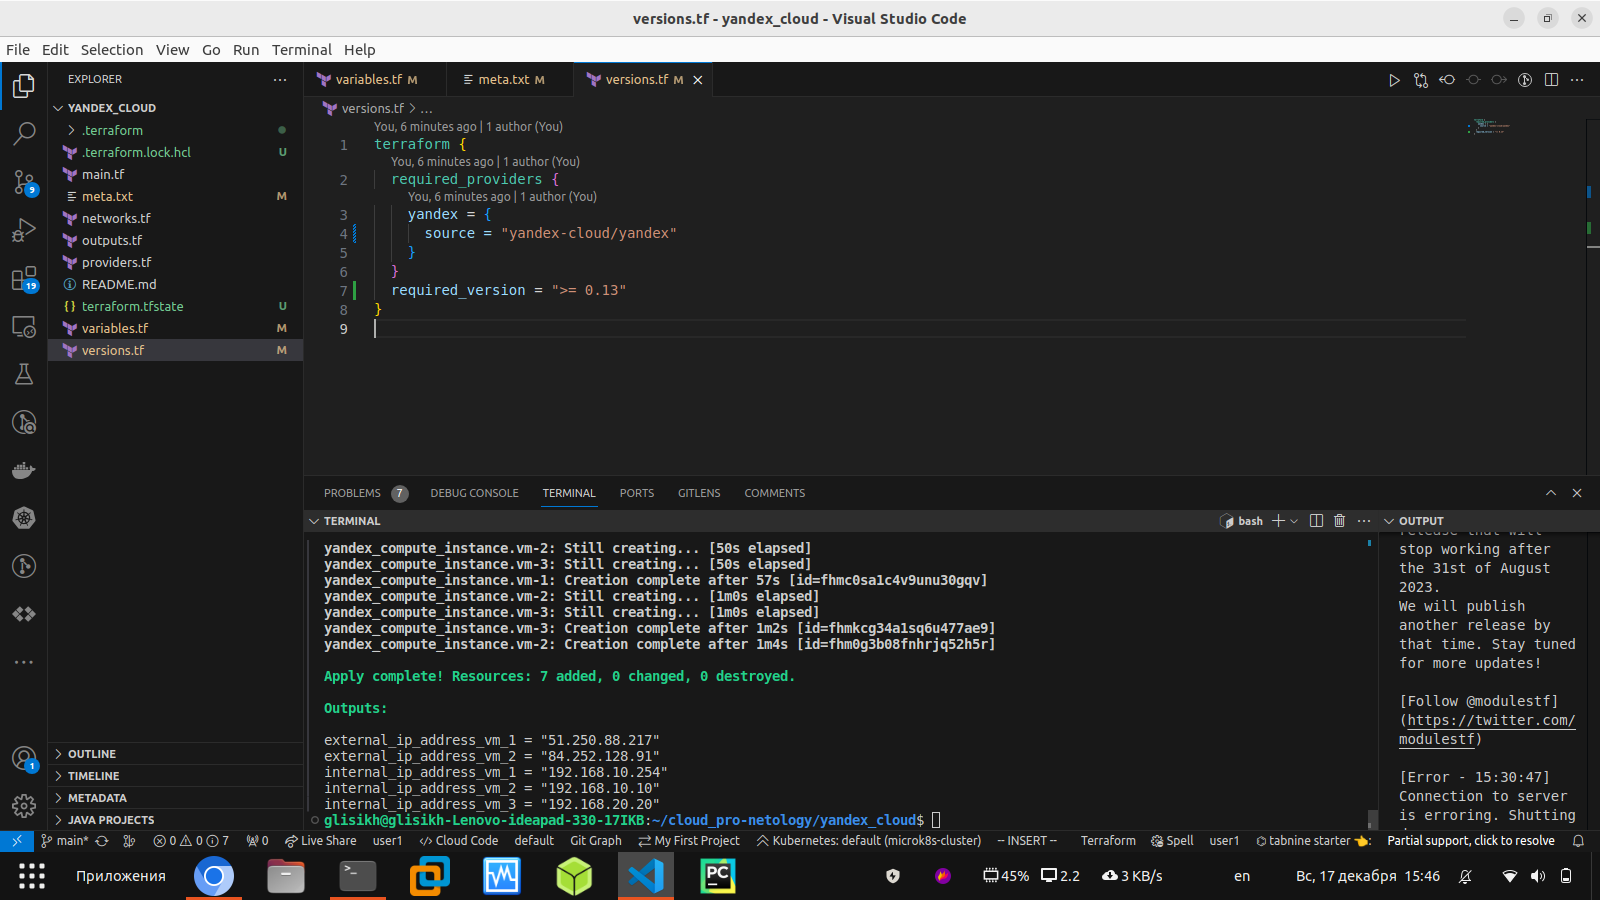 versions.tf - yandex_cloud - Visual Studio Code
File Edit Selection View Go Run Terminal Help
EXPLORER
YANDEX_CLOUD
.terraform
.terraform.lock.hcl U
main.tf
meta.txt M
networks.tf
outputs.tf
providers.tf
README.md
terraform.tfstate U
variables.tf M
versions.tf M
OUTLINE
TIMELINE
METADATA
JAVA PROJECTS
9
19
1
variables.tf M meta.txt M versions.tf M
versions.tf > ...
You, 6 minutes ago | 1 author (You)
1 terraform {
You, 6 minutes ago | 1 author (You)
2 required_providers {
You, 6 minutes ago | 1 author (You)
3 yandex = {
4 source = "yandex-cloud/yandex"
5 }
6 }
7 required_version = ">= 0.13"
8 }
9
PROBLEMS 7 DEBUG CONSOLE TERMINAL PORTS GITLENS COMMENTS
TERMINAL bash
yandex_compute_instance.vm-2: Still creating... [50s elapsed]
yandex_compute_instance.vm-3: Still creating... [50s elapsed]
yandex_compute_instance.vm-1: Creation complete after 57s [id=fhmc0sa1c4v9unu30gqv]
yandex_compute_instance.vm-2: Still creating... [1m0s elapsed]
yandex_compute_instance.vm-3: Still creating... [1m0s elapsed]
yandex_compute_instance.vm-3: Creation complete after 1m2s [id=fhmkcg34a1sq6u477ae9]
yandex_compute_instance.vm-2: Creation complete after 1m4s [id=fhm0g3b08fnhrjq52h5r]
Apply complete! Resources: 7 added, 0 changed, 0 destroyed.
Outputs:
external_ip_address_vm_1 = "51.250.88.217"
external_ip_address_vm_2 = "84.252.128.91"
internal_ip_address_vm_1 = "192.168.10.254"
internal_ip_address_vm_2 = "192.168.10.10"
internal_ip_address_vm_3 = "192.168.20.20"
glisikh@glisikh-Lenovo-ideapad-330-17IKB:~/cloud_pro-netology/yandex_cloud$
OUTPUT
release that will
stop working after
the 31st of August
2023.
We will publish
another release by
that time. Stay tuned
for more updates!
[Follow @modulestf]
(https://twitter.com/
modulestf)
[Error - 15:30:47]
Connection to server
is erroring. Shutting
main* 0 0 7 0 Live Share user1 Cloud Code default Git Graph My First Project Kubernetes: default (microk8s-cluster) -- INSERT -- Terraform Spell user1 tabnine starter Partial support, click to resolve
Приложения PC 45% 2.2 3 KB/s en Вс, 17 декабря 15:46